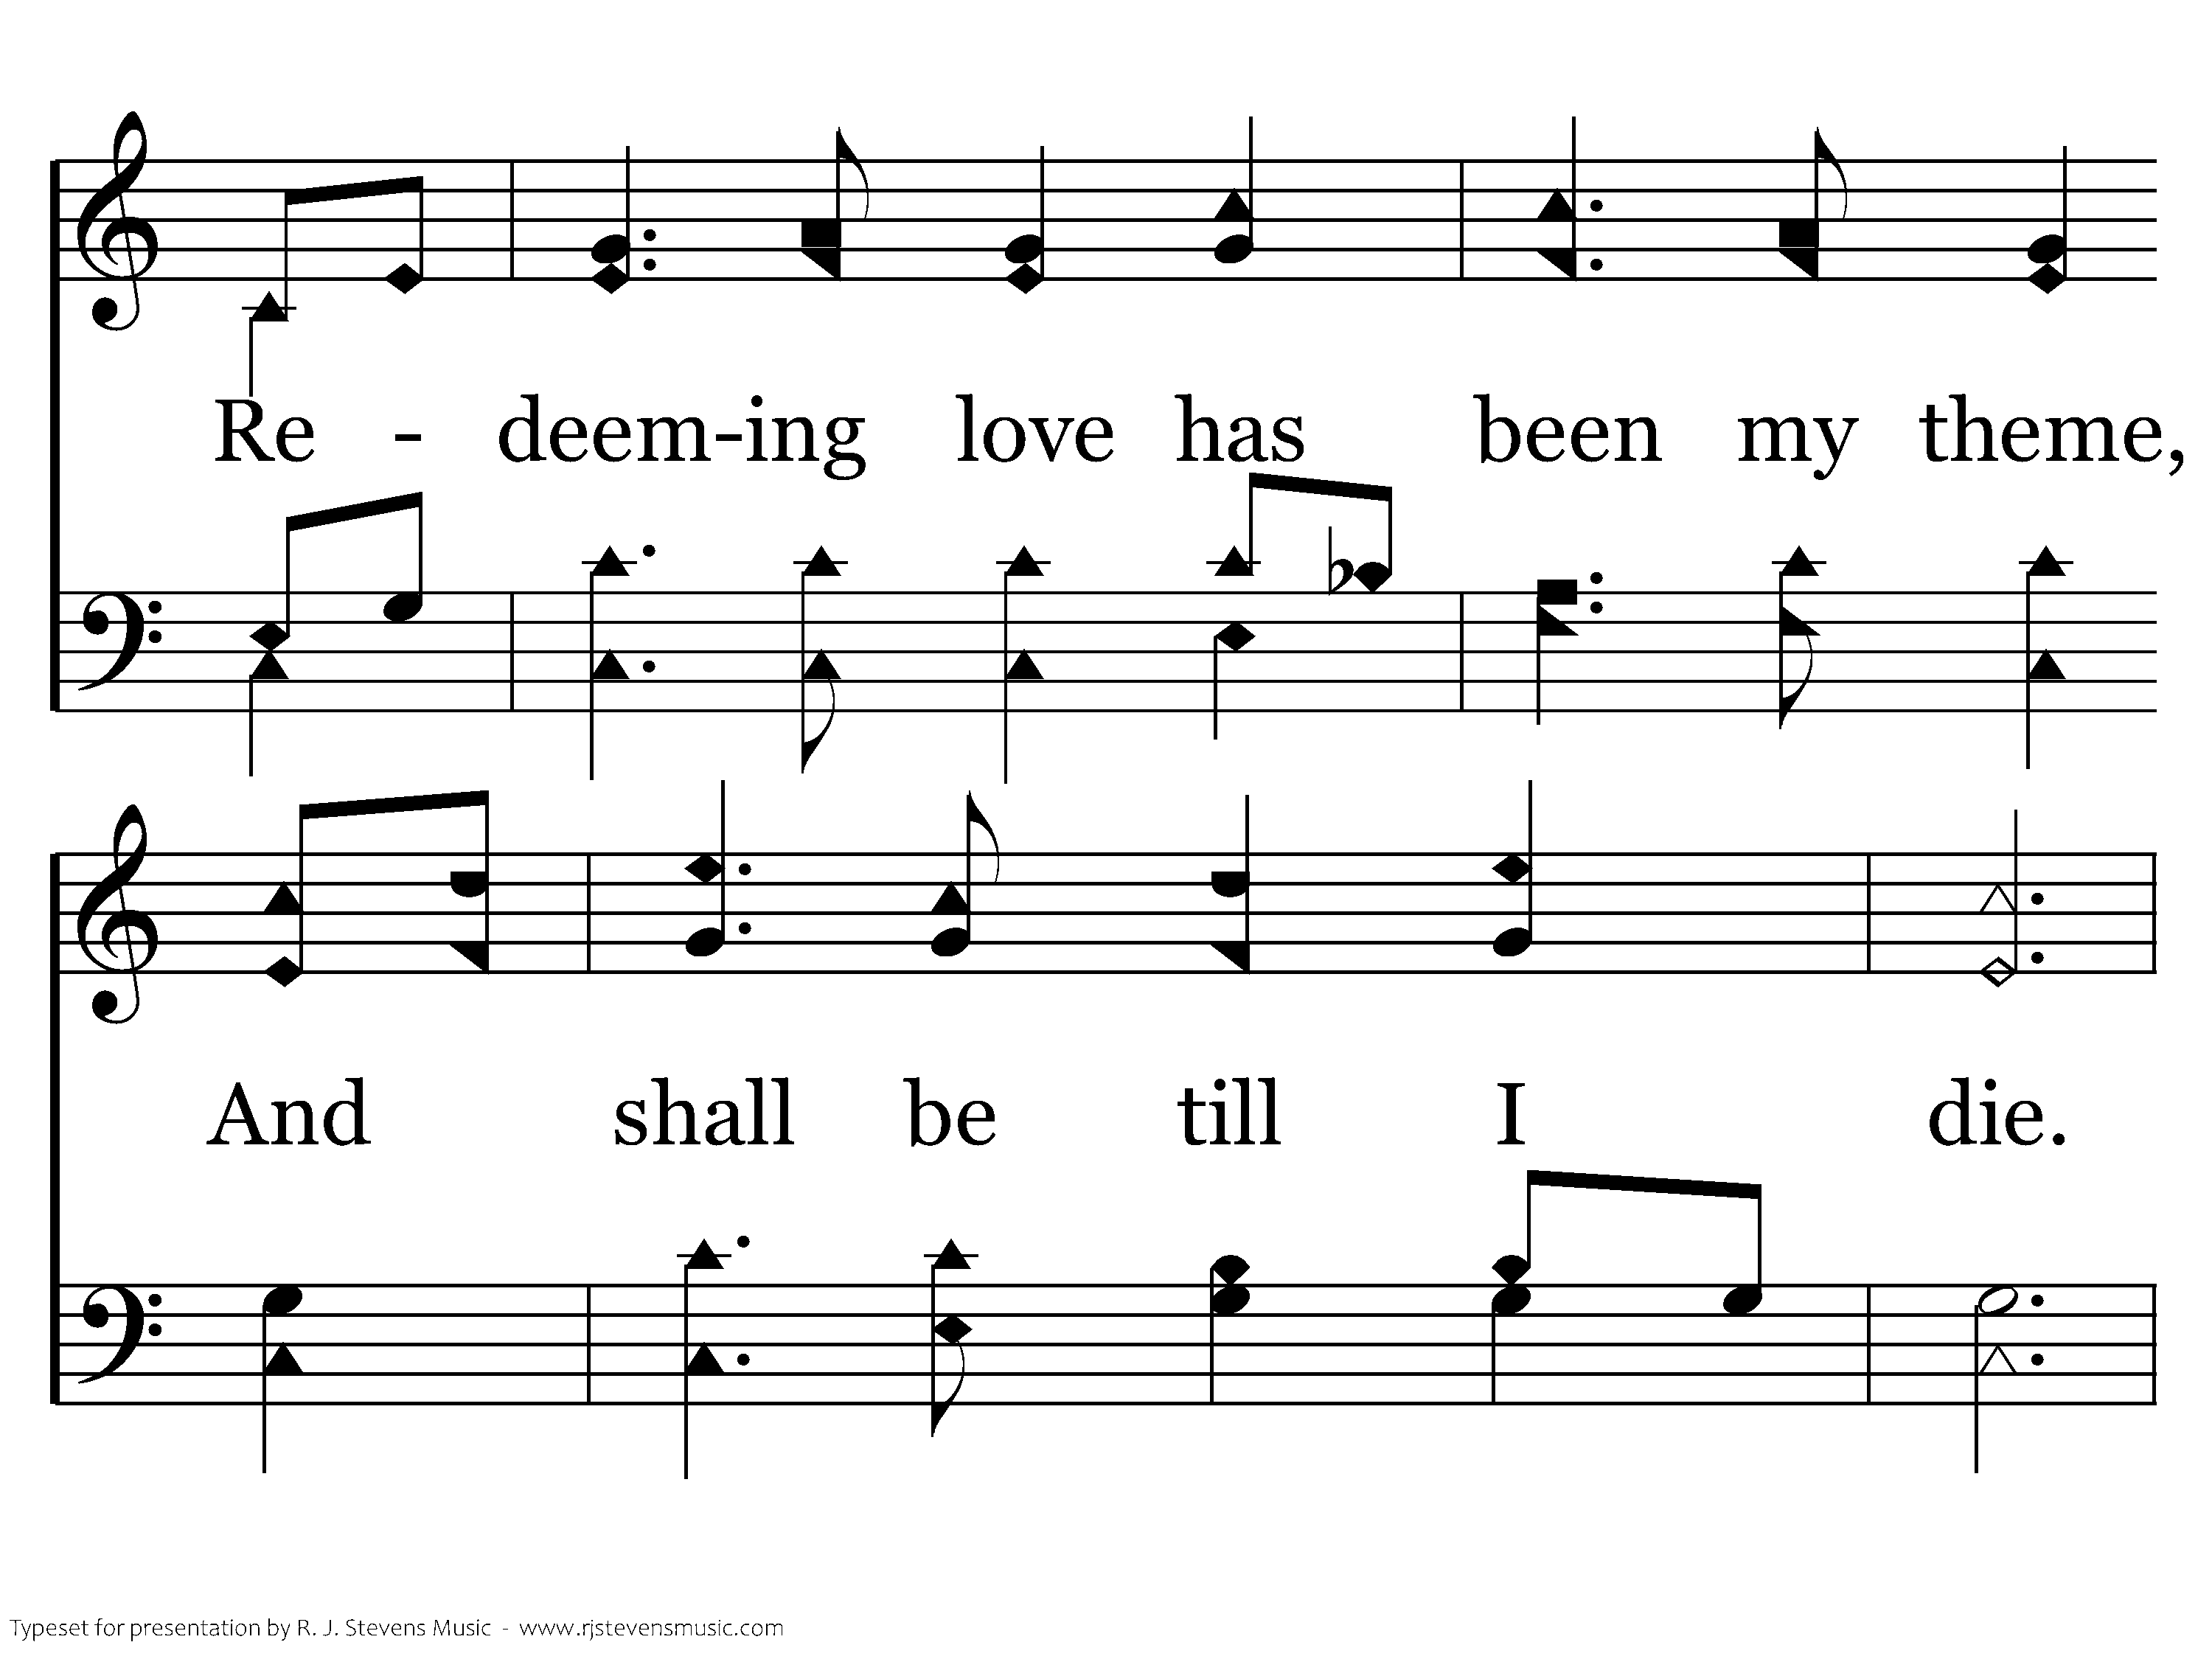 Re - deem-ing love has been my theme,
And shall be till I die.
Typeset for presentation by R. J. Stevens Music - www.rjstevensmusic.com